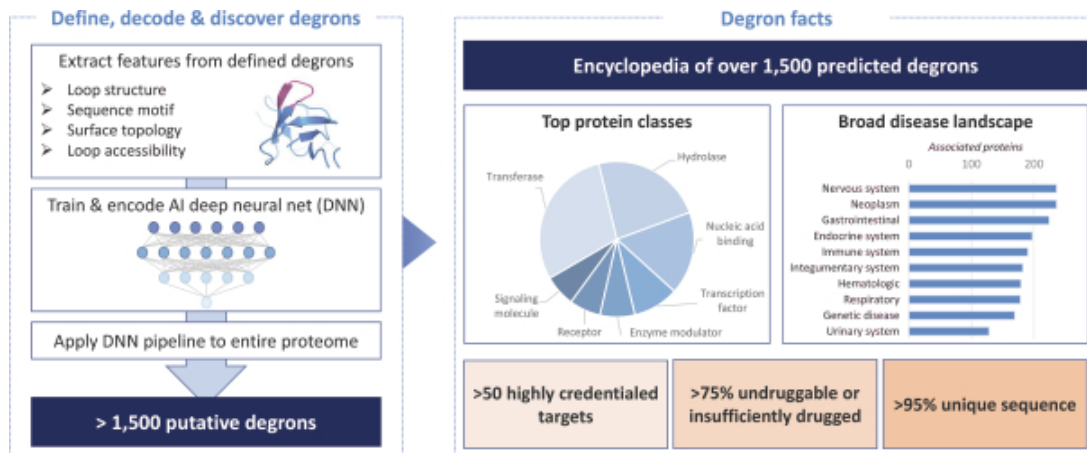 Define, decode & discover degrons
Extract features from defined degrons
➢ Loop structure
➢ Sequence motif
➢ Surface topology
➢ Loop accessibility
Train & encode AI deep neural net (DNN)
Apply DNN pipeline to entire proteome
> 1,500 putative degrons
Degron facts
Encyclopedia of over 1,500 predicted degrons
Top protein classes
Hydrolase
Transferase
Nucleic acid
binding
Transcription
factor
Enzyme modulator
Receptor
Signaling
molecule
Broad disease landscape
Associated proteins
0 100 200
Nervous system
Neoplasm
Gastrointestinal
Endocrine system
Immune system
Integumentary system
Hematologic
Respiratory
Genetic disease
Urinary system
>50 highly credentialed
targets
>75% undruggable or
insufficiently drugged
>95% unique sequence